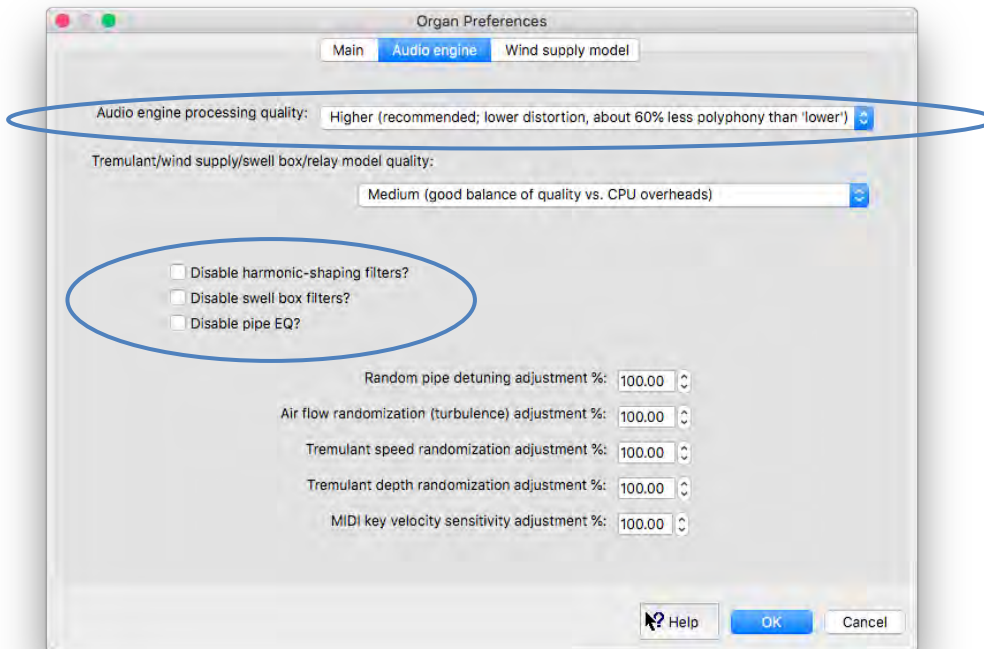 Organ Preferences
Main Audio engine Wind supply model
Audio engine processing quality: Higher (recommended; lower distortion, about 60% less polyphony than 'lower')
Tremulant/wind supply/swell box/relay model quality:
Medium (good balance of quality vs. CPU overheads)
Disable harmonic-shaping filters?
Disable swell box filters?
Disable pipe EQ?
Random pipe detuning adjustment %: 100.00
Air flow randomization (turbulence) adjustment %: 100.00
Tremulant speed randomization adjustment %: 100.00
Tremulant depth randomization adjustment %: 100.00
MIDI key velocity sensitivity adjustment %: 100.00
? Help OK Cancel